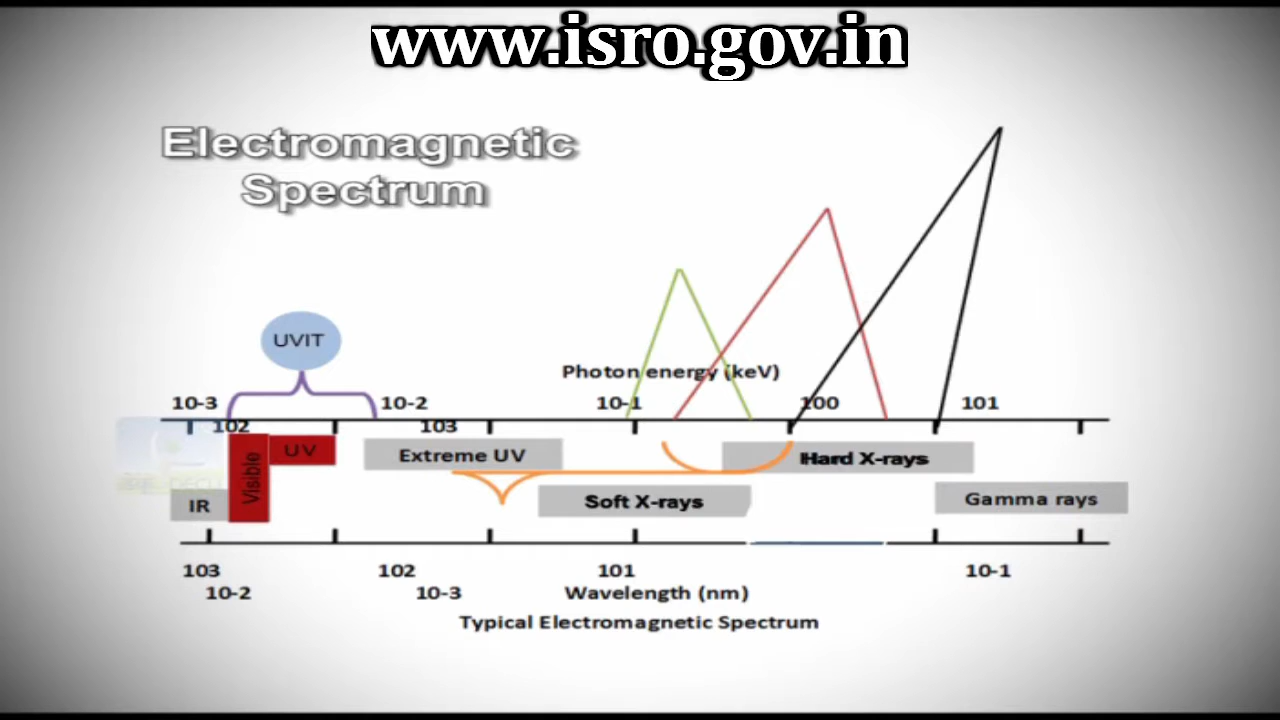 www.isro.gov.in
Electromagnetic
Spectrum
UVIT
Photon energy (keV)
10-3 10-2 10-1 100 101
102 103
Visible
UV
Extreme UV
Hard X-rays
IR
Soft X-rays
Gamma rays
103 102 101 10-1
10-2 10-3 Wavelength (nm)
Typical Electromagnetic Spectrum